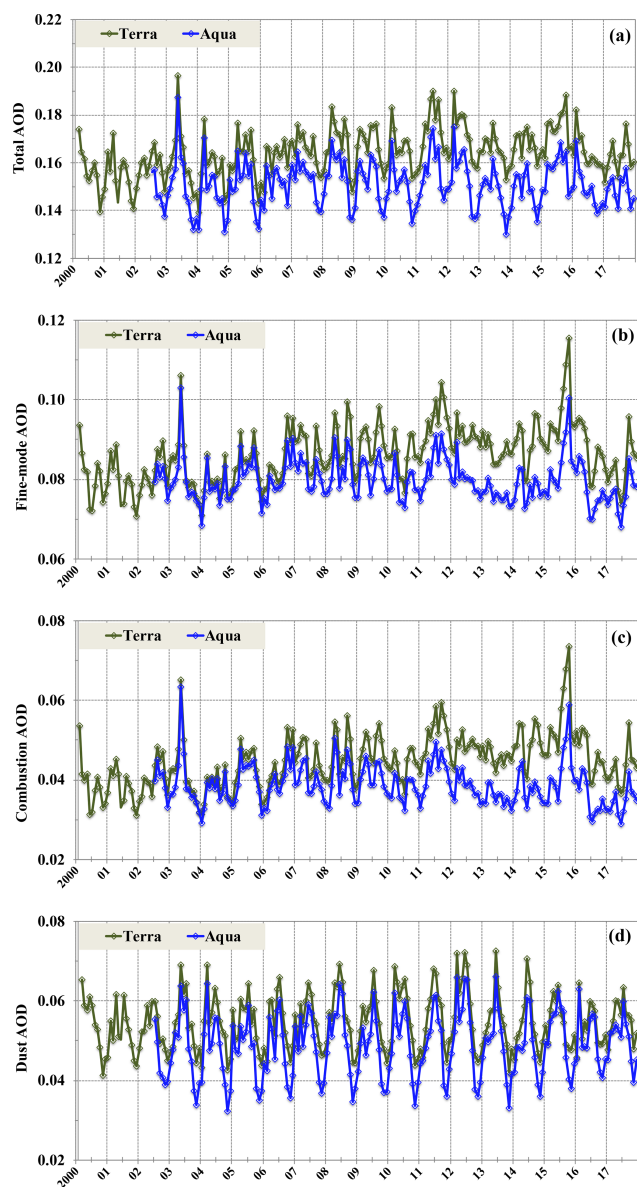 (a)
Terra Aqua
Total AOD
0.22
0.20
0.18
0.16
0.14
0.12
2000 01 02 03 04 05 06 07 08 09 10 11 12 13 14 15 16 17
(b)
Terra Aqua
Fine-mode AOD
0.12
0.10
0.08
0.06
2000 01 02 03 04 05 06 07 08 09 10 11 12 13 14 15 16 17
(c)
Terra Aqua
Combustion AOD
0.08
0.06
0.04
0.02
2000 01 02 03 04 05 06 07 08 09 10 11 12 13 14 15 16 17
(d)
Terra Aqua
Dust AOD
0.08
0.06
0.04
0.02
2000 01 02 03 04 05 06 07 08 09 10 11 12 13 14 15 16 17